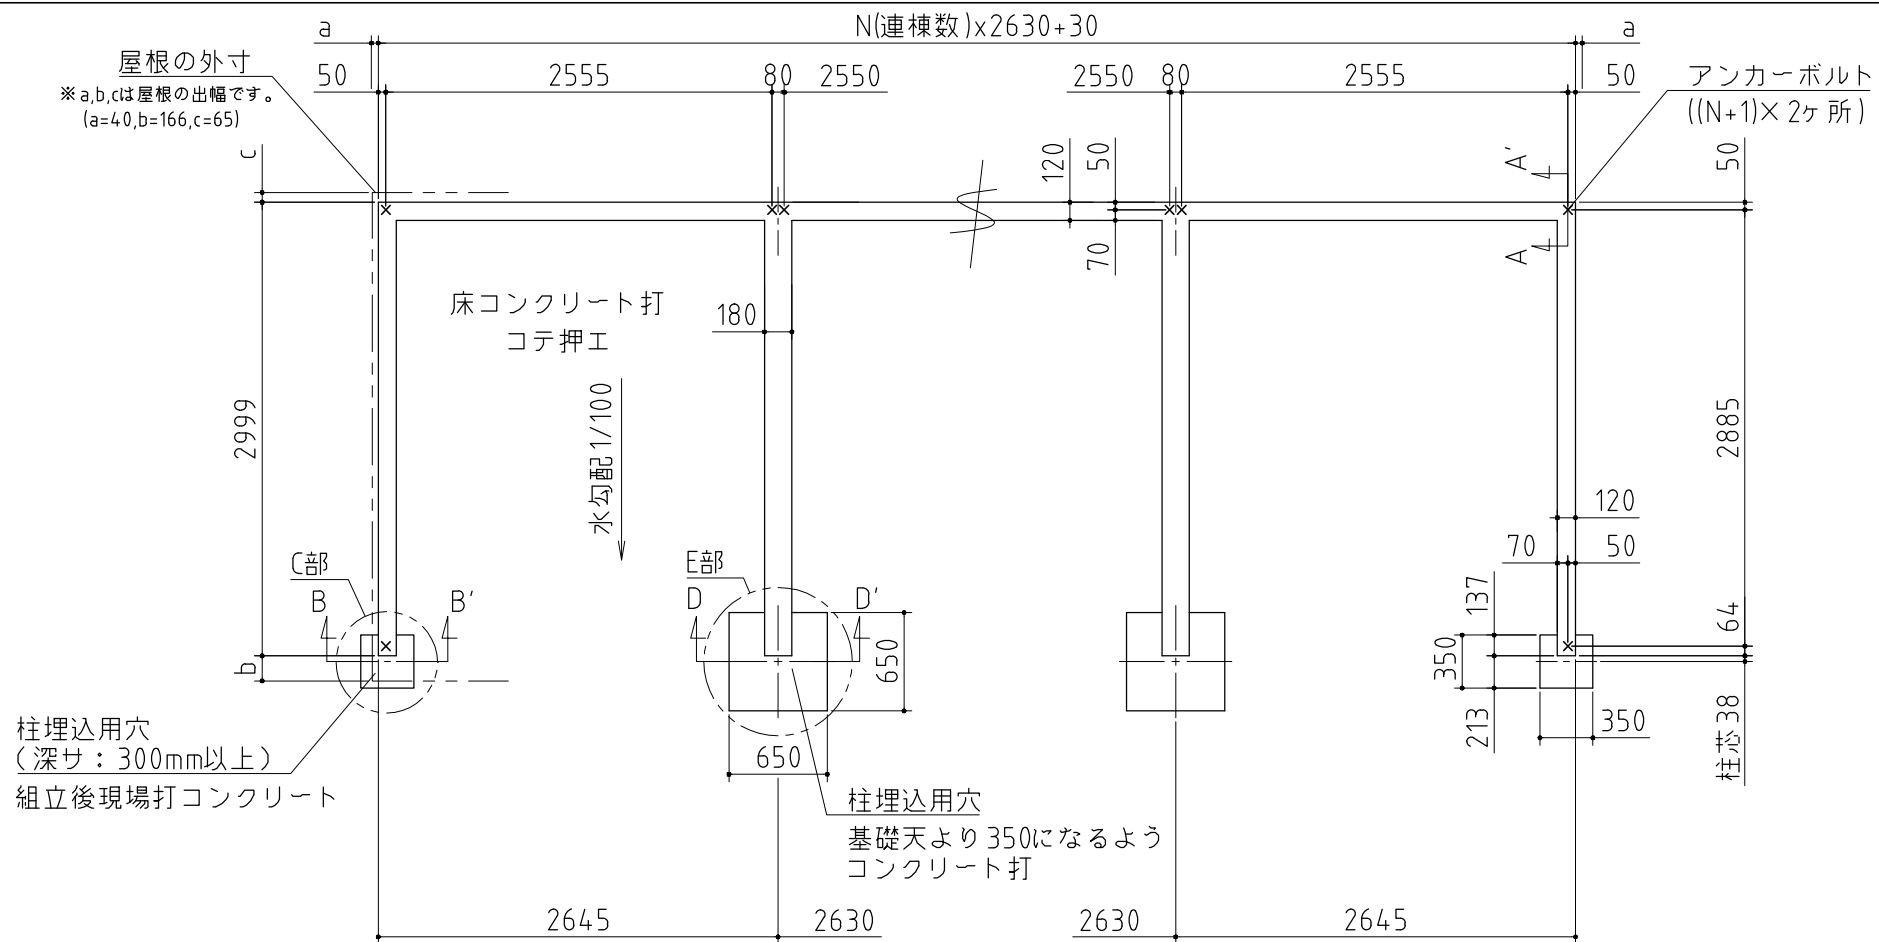 a
N(連棟数)x2630+30
a
屋根の外寸
※a,b,cは屋根の出幅です。
(a=40,b=166,c=65)
50
2555
80
2550
2550
80
2555
50
アンカーボルト
((N+1)×2ヶ所)
c
120
50
70
A'
A
50
床コンクリート打
コテ押エ
180
水勾配1/100
2999
2885
120
70
50
C部
B
B'
E部
D
D'
137
64
b
650
350
213
350
柱芯38
650
柱埋込用穴
(深サ：300mm以上)
組立後現場打コンクリート
柱埋込用穴
基礎天より350になるよう
コンクリート打
2645
2630
2630
2645